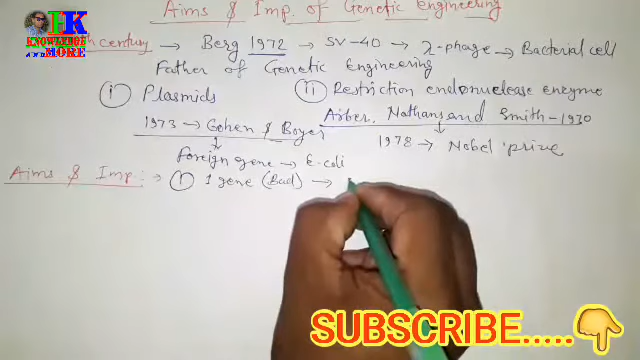 Aims & Imp. of Genetic Engineering
HK
KNOWLEDGE
MORE
th century → Berg 1972 → SV-40 → λ-phage → Bacterial cell
Father of Genetic Engineering
(i) Plasmids (ii) Restriction endonuclease enzyme
Arber, Nathans and Smith-1970
1973 → Cohen & Boyer
1978 → Nobel prize
Foreign gene → E-coli
Aims & Imp:→ (i) 1 gene (Bad) →
SUBSCRIBE.....